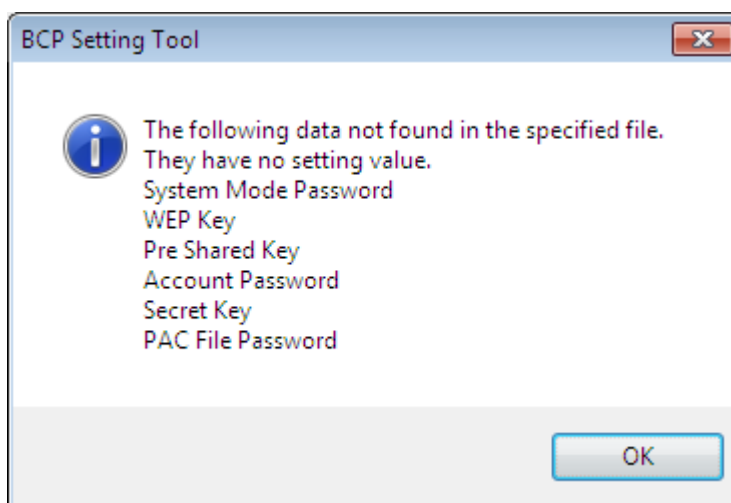 BCP Setting Tool
The following data not found in the specified file.
They have no setting value.
System Mode Password
WEP Key
Pre Shared Key
Account Password
Secret Key
PAC File Password
OK